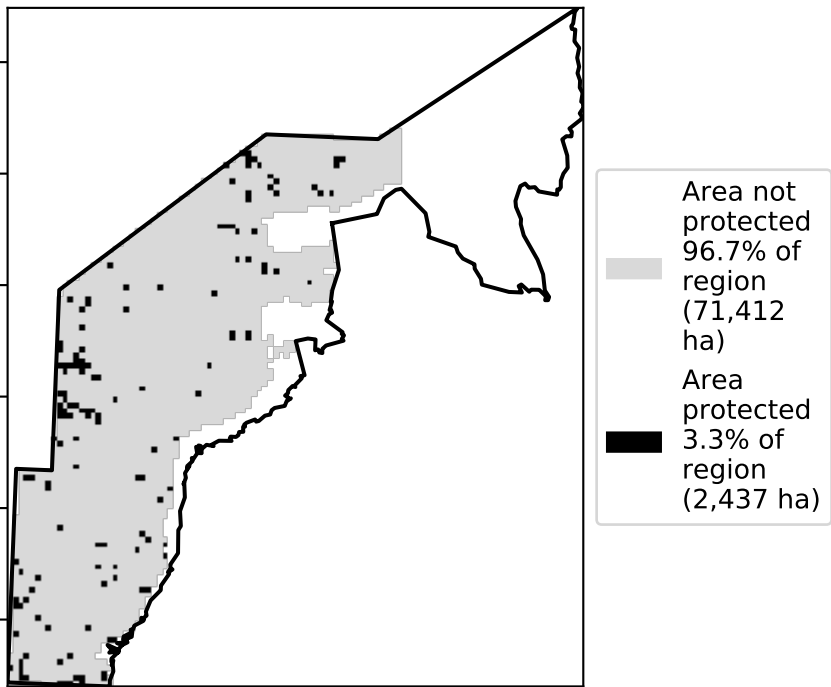 Area not
protected
96.7% of
region
(71,412
ha)
Area
protected
3.3% of
region
(2,437 ha)